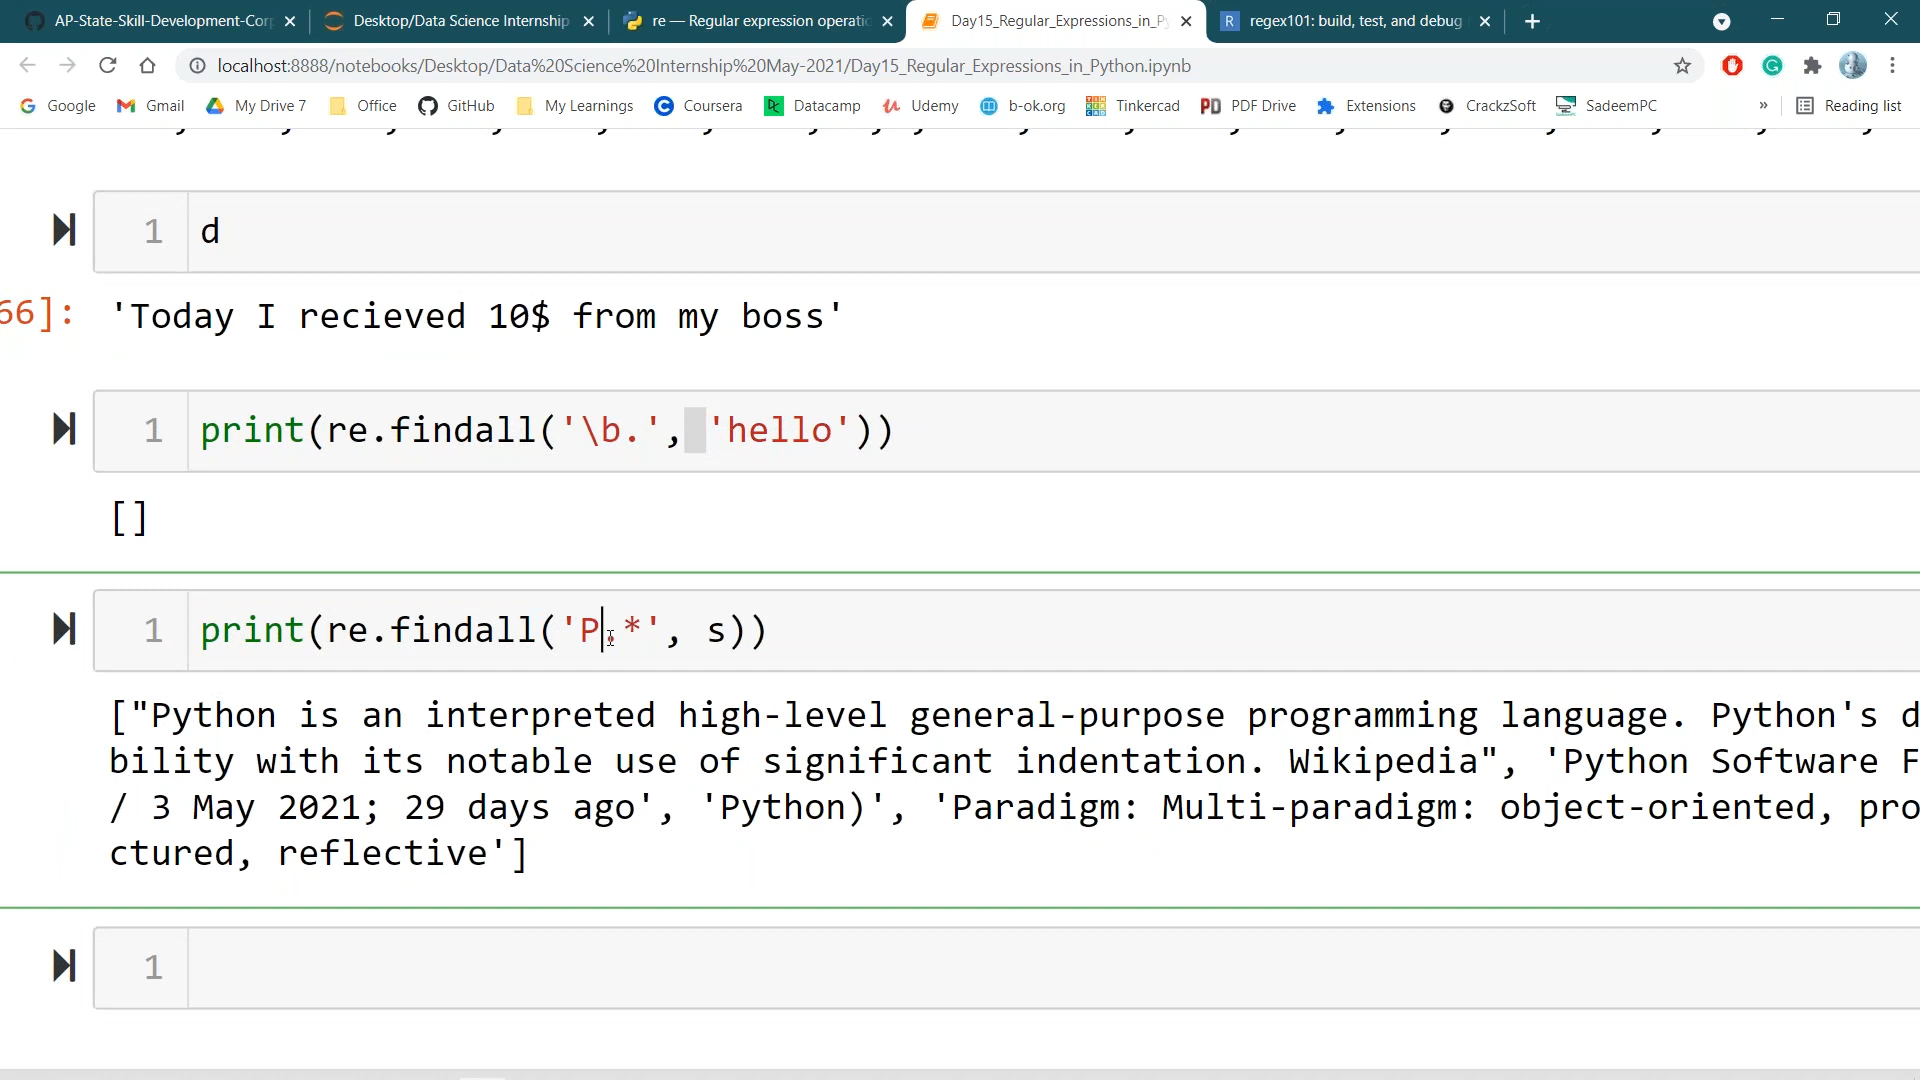 AP-State-Skill-Development-Corp
Desktop/Data Science Internship
re — Regular expression operatio
Day15_Regular_Expressions_in_Py
regex101: build, test, and debug
localhost:8888/notebooks/Desktop/Data%20Science%20Internship%20May-2021/Day15_Regular_Expressions_in_Python.ipynb
Google Gmail My Drive 7 Office GitHub My Learnings Coursera Datacamp Udemy b-ok.org Tinkercad PDF Drive Extensions CrackzSoft SadeemPC » Reading list
1 d
66]: 'Today I recieved 10$ from my boss'
1 print(re.findall('\b.', 'hello'))
[]
1 print(re.findall('P.*', s))
["Python is an interpreted high-level general-purpose programming language. Python's d
bility with its notable use of significant indentation. Wikipedia", 'Python Software F
/ 3 May 2021; 29 days ago', 'Python)', 'Paradigm: Multi-paradigm: object-oriented, pro
ctured, reflective']
1